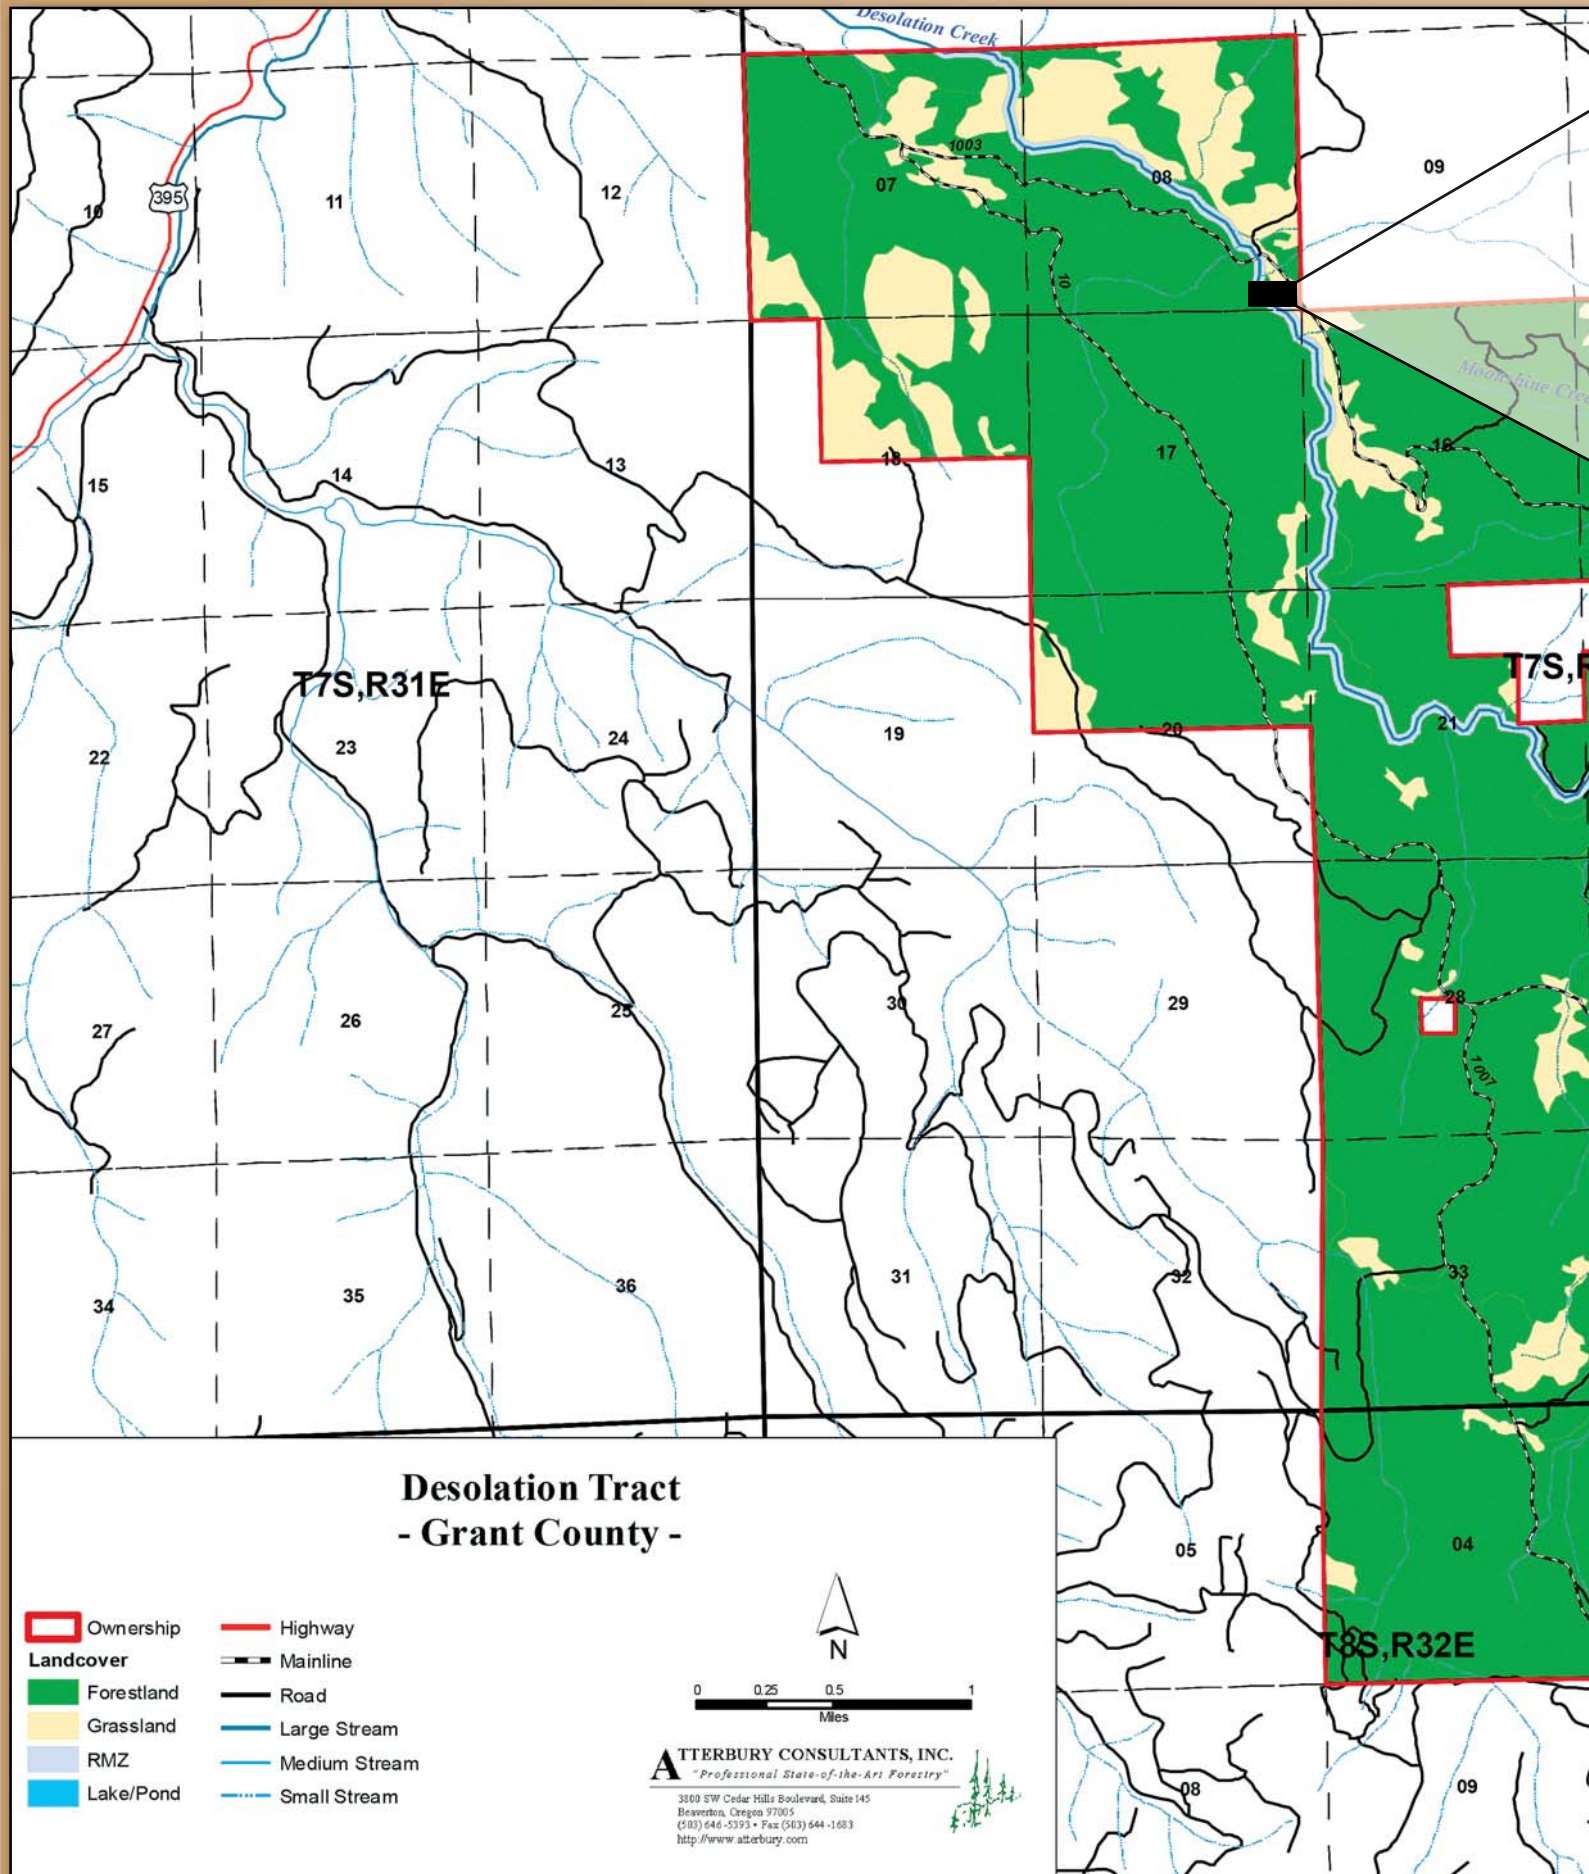 Desolation Creek
1003
08
09
07
12
11
10
395
10
Moonshine
16
17
18
13
14
15
T7S,R31E
T7S,R
21
20
19
24
23
22
28
29
30
25
26
27
1007
33
32
31
36
35
34
Desolation Tract
- Grant County -
05
04
T8S,R32E
Ownership
Landcover
Forestland
Grassland
RMZ
Lake/Pond
Highway
Mainline
Road
Large Stream
Medium Stream
Small Stream
N
0 0.25 0.5 1
Miles
ATTERBURY CONSULTANTS, INC.
"Professional State-of-the-Art Forestry"
3800 SW Cedar Hills Boulevard, Suite 145
Beaverton, Oregon 97005
(503) 646-5393 • Fax (503) 644-1683
http://www.atterbury.com
08
09